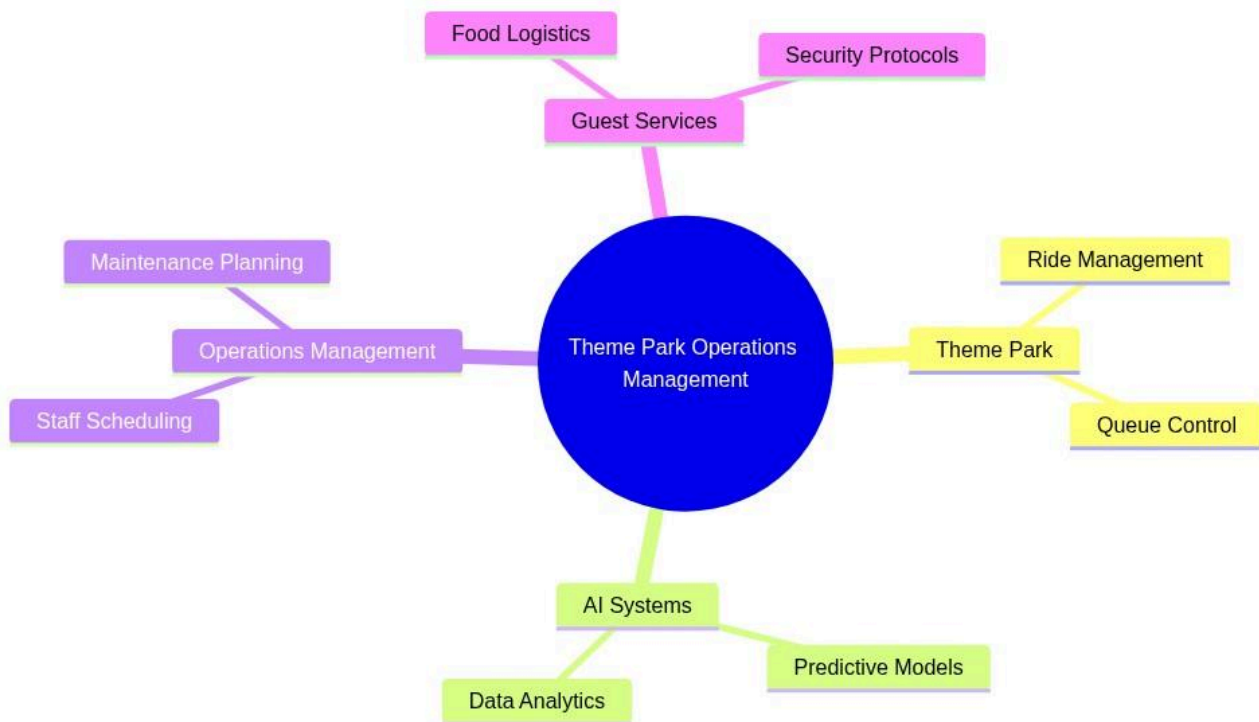 Food Logistics
Security Protocols
Guest Services
Maintenance Planning
Operations Management
Staff Scheduling
Theme Park Operations
Management
Ride Management
Theme Park
Queue Control
AI Systems
Predictive Models
Data Analytics